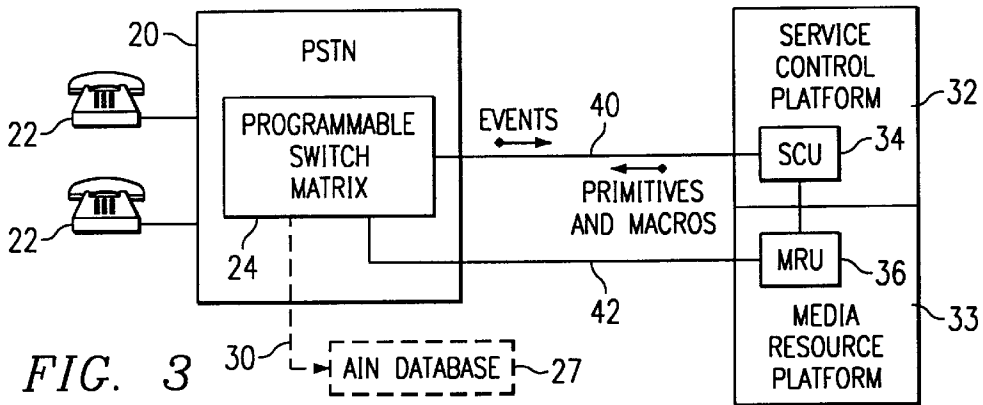 20
PSTN
SERVICE
CONTROL
PLATFORM
32
22
PROGRAMMABLE
SWITCH
MATRIX
EVENTS
40
SCU
34
PRIMITIVES
AND MACROS
22
24
MRU
36
42
MEDIA
RESOURCE
PLATFORM
33
30
AIN DATABASE
27
FIG. 3